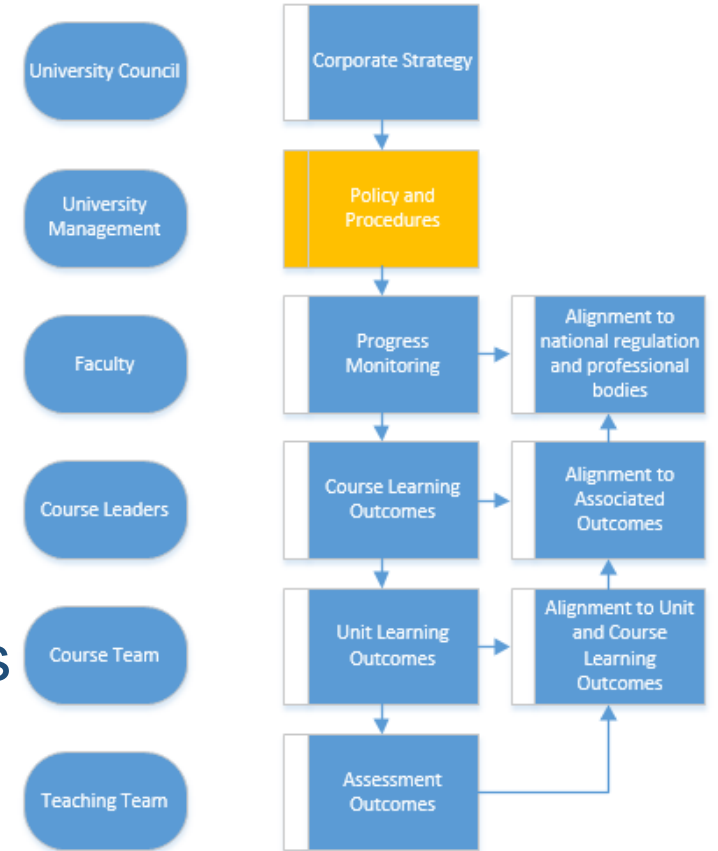 University Council
Corporate Strategy
University
Management
Policy and
Procedures
Faculty
Progress
Monitoring
Alignment to
national regulation
and professional
bodies
Course Leaders
Course Learning
Outcomes
Alignment to
Associated
Outcomes
s
Course Team
Unit Learning
Outcomes
Alignment to Unit
and Course
Learning
Outcomes
Teaching Team
Assessment
Outcomes